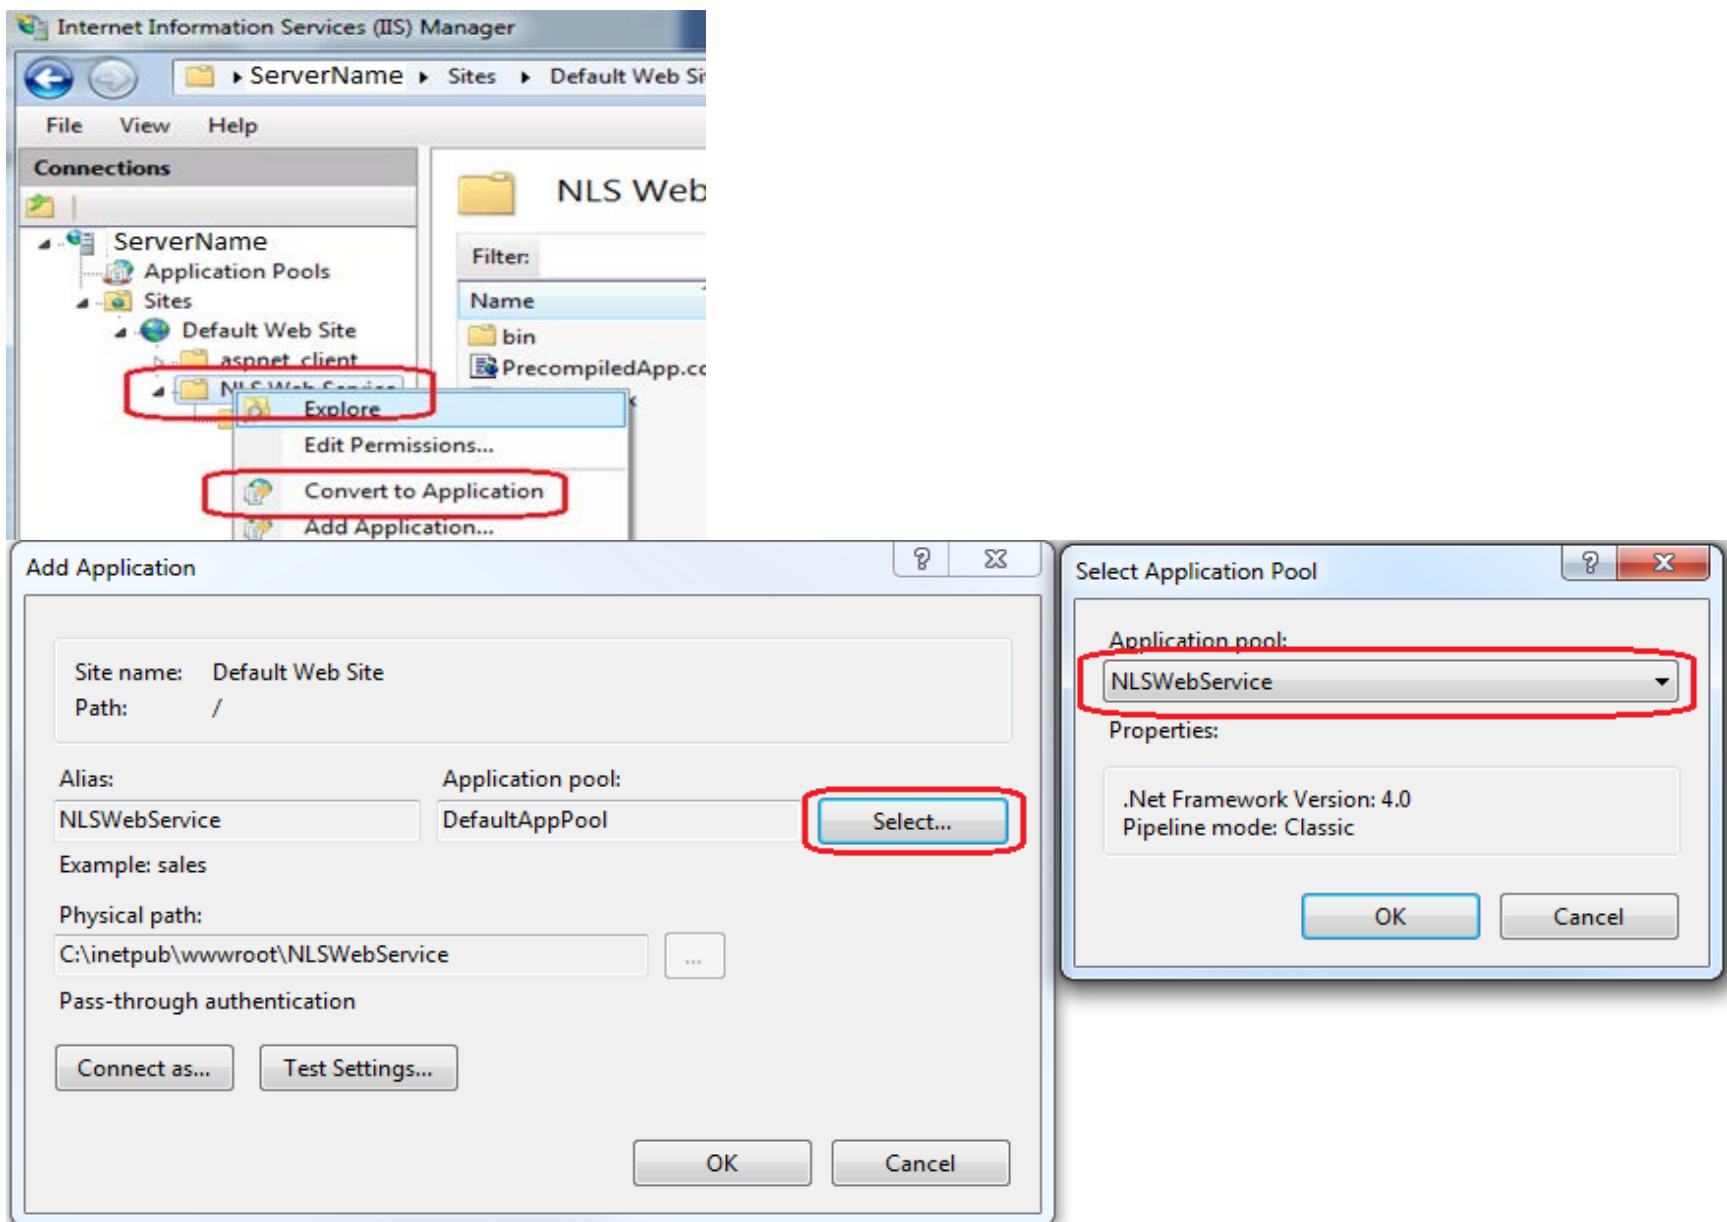 Internet Information Services (IIS) Manager
ServerName Sites Default Web Si
File View Help
Connections
NLS Web
ServerName
Application Pools
Sites
Default Web Site
aspnet_client
NLS Web Service
Filter:
Name
bin
PrecompiledApp.co
Explore
Edit Permissions...
Convert to Application
Add Application...
Add Application
Site name: Default Web Site
Path: /
Alias:
NLSWebService
Application pool:
DefaultAppPool
Select...
Example: sales
Physical path:
C:\inetpub\wwwroot\NLSWebService
...
Pass-through authentication
Connect as...
Test Settings...
OK
Cancel
Select Application Pool
Application pool:
NLSWebService
Properties:
.Net Framework Version: 4.0
Pipeline mode: Classic
OK
Cancel